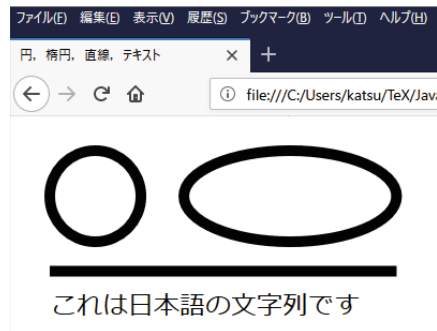 ファイル(F) 編集(E) 表示(V) 履歴(S) ブックマーク(B) ツール(T) ヘルプ(H)
円，楕円，直線，テキスト
file:///C:/Users/katsu/TeX/Java
これは日本語の文字列です